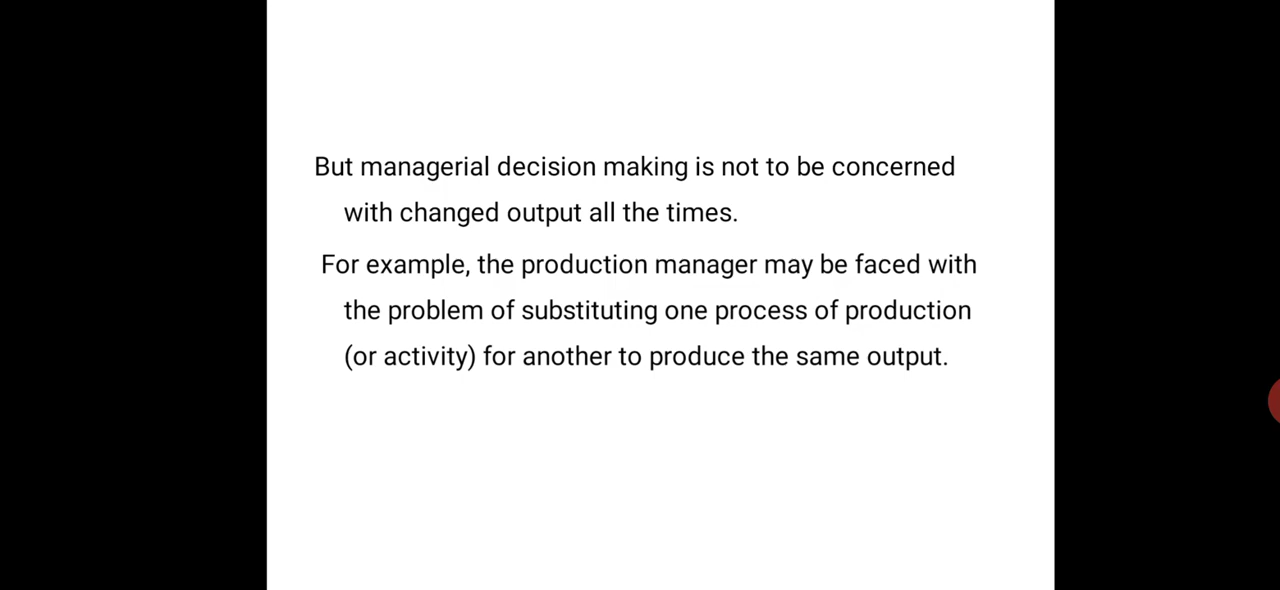 But managerial decision making is not to be concerned
with changed output all the times.
For example, the production manager may be faced with
the problem of substituting one process of production
(or activity) for another to produce the same output.